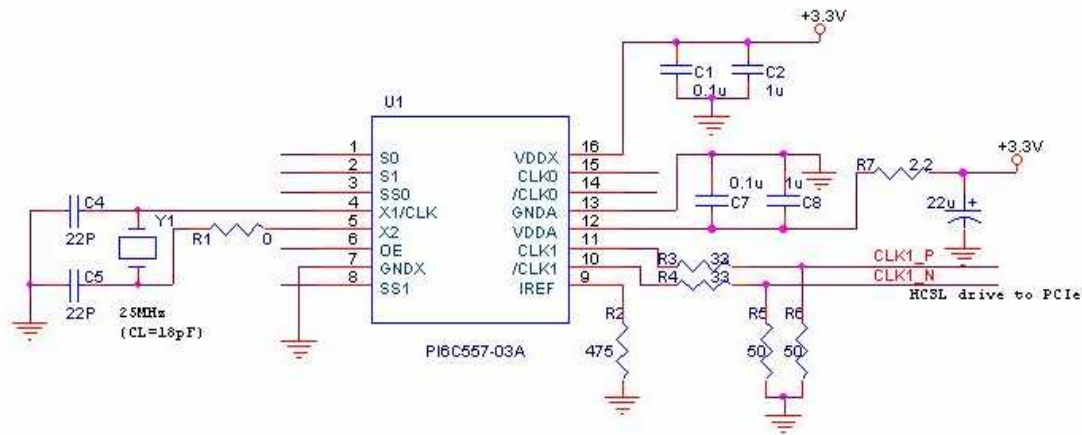 +3.3V
C1
0.1u
C2
1u
U1
1
2
3
4
5
6
7
8
S0
S1
SS0
X1/CLK
X2
OE
GNDX
SS1
VDDX
CLK0
/CLK0
GNDA
VDDA
CLK1
/CLK1
IREF
16
15
14
13
12
11
10
9
PI6C557-03A
C4
22P
C5
22P
Y1
25MHz
(CL=18pF)
R1
0
0.1u
C7
1u
C8
R7
2.2
+3.3V
22u
+
R3
33
R4
33
CLK1_P
CLK1_N
HCSL drive to PCIe
R2
475
R5
50
R6
50